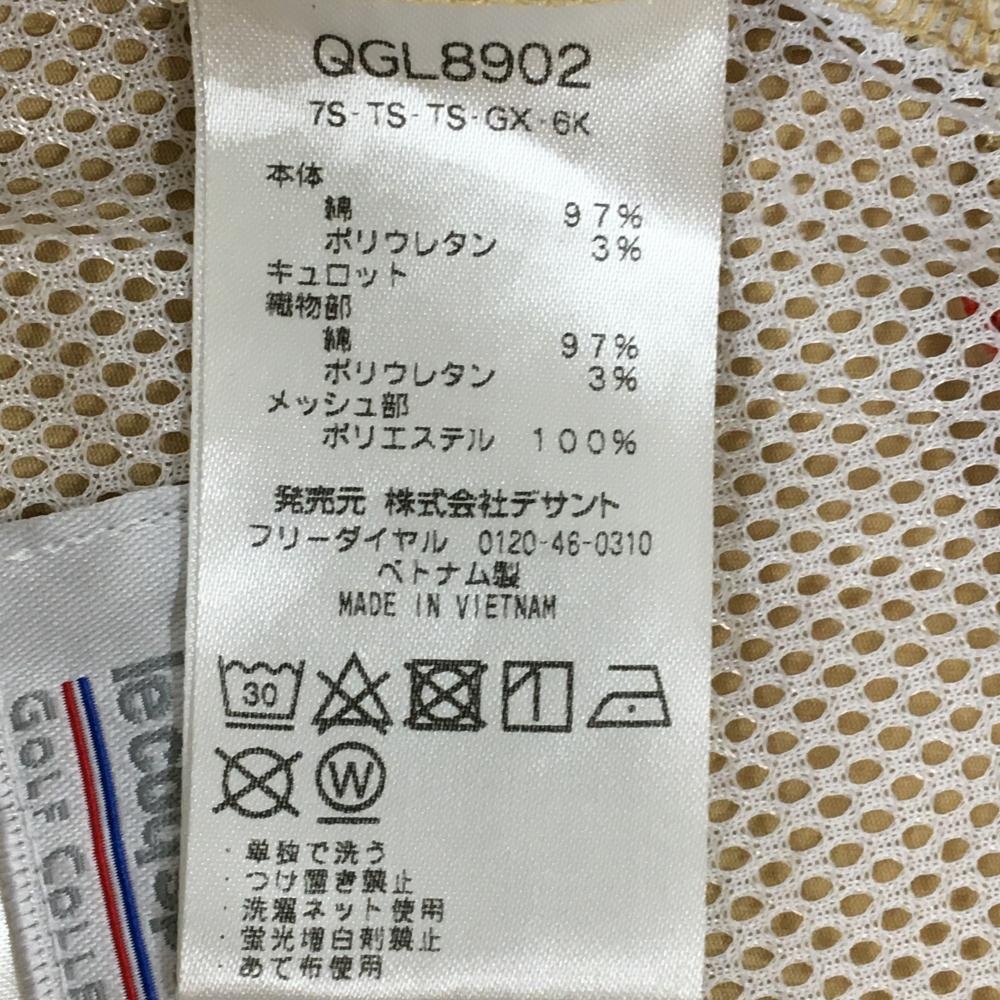 QGL8902
7S-TS-TS-GX-6K
本体
綿 97%
ポリウレタン 3%
キュロット
織物部
綿 97%
ポリウレタン 3%
メッシュ部
ポリエステル 100%
発売元 株式会社デサント
フリーダイヤル 0120-46-0310
ベトナム製
MADE IN VIETNAM
30
W
・単独で洗う
・つけ置き禁止
・洗濯ネット使用
・蛍光増白剤禁止
・あて布使用
GOLF COLLE